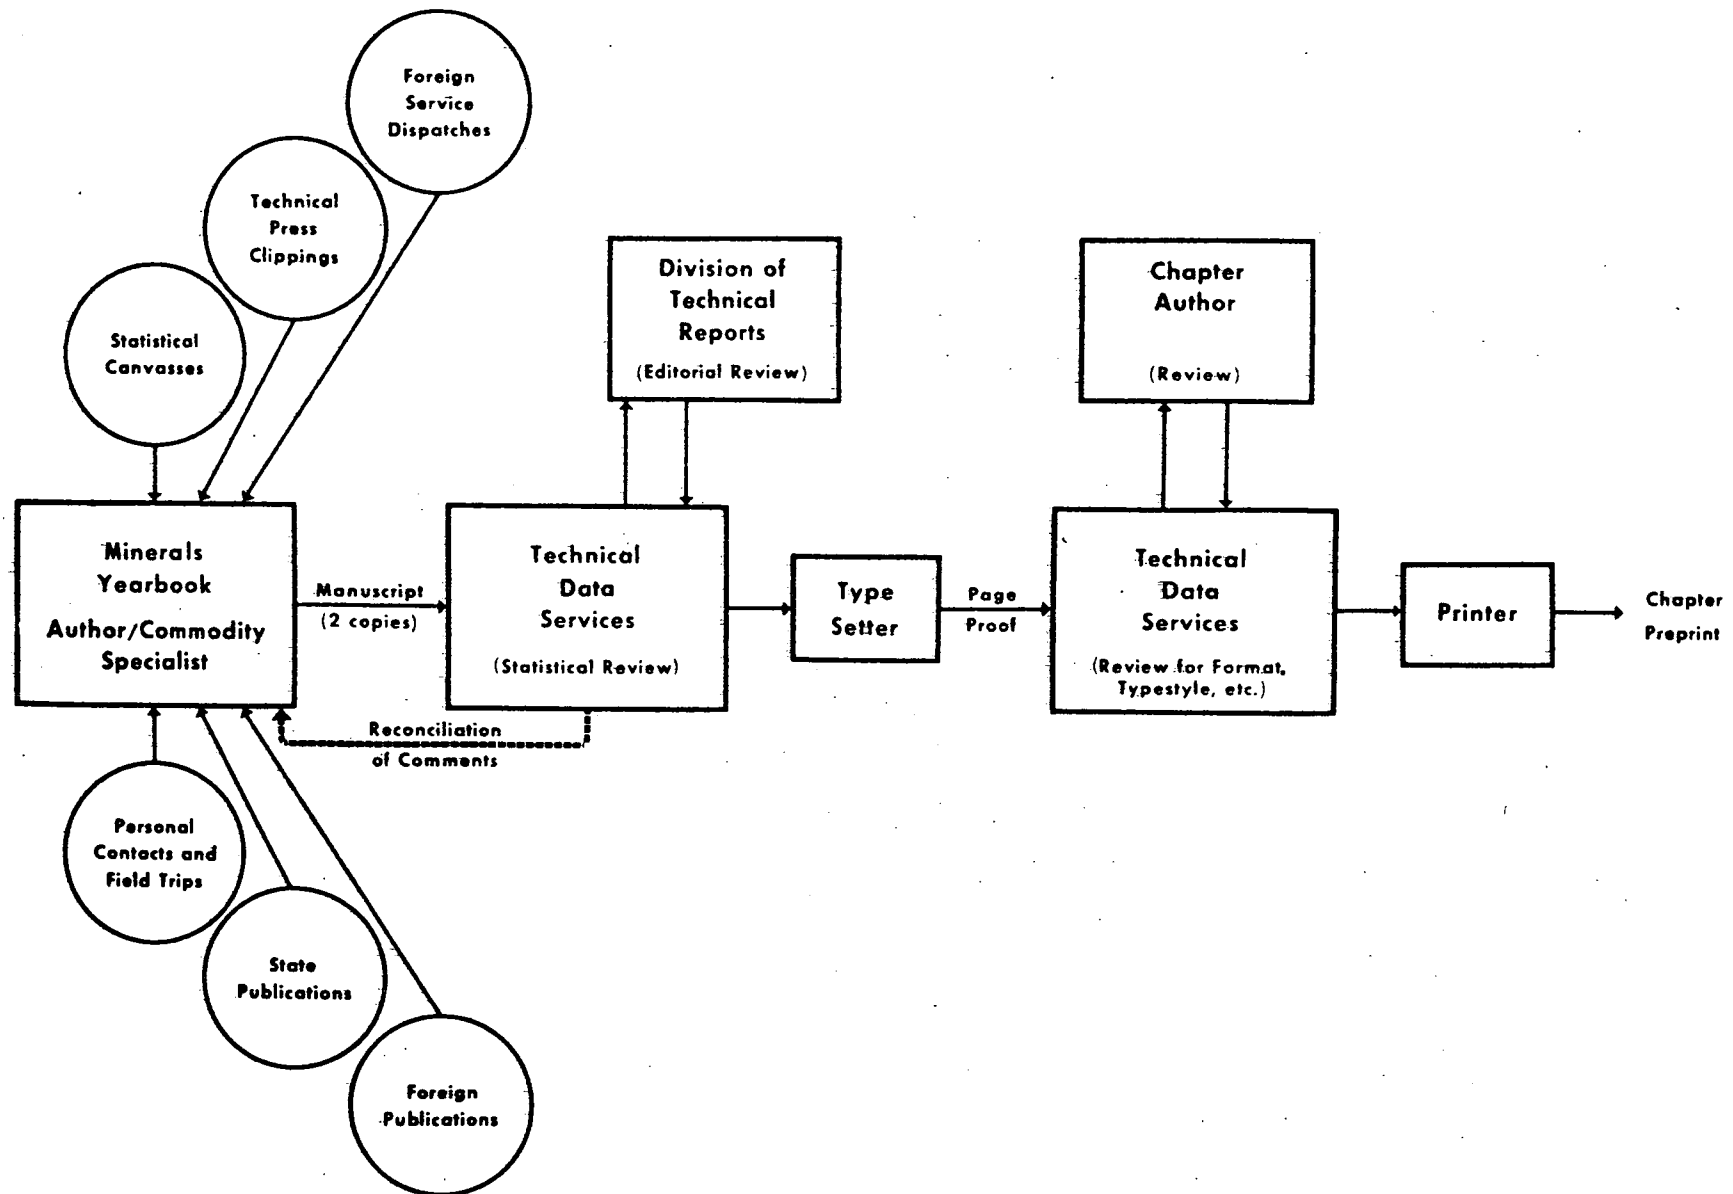 Foreign
Service
Dispatches
Technical
Press
Clippings
Statistical
Canvasses
Division of
Technical
Reports
(Editorial Review)
Chapter
Author
(Review)
Minerals
Yearbook
Author/Commodity
Specialist
Manuscript
(2 copies)
Technical
Data
Services
(Statistical Review)
Type
Setter
Page
Proof
Technical
Data
Services
(Review for Format,
Typestyle, etc.)
Printer
Chapter
Preprint
Reconciliation
of Comments
Personal
Contacts and
Field Trips
State
Publications
Foreign
Publications